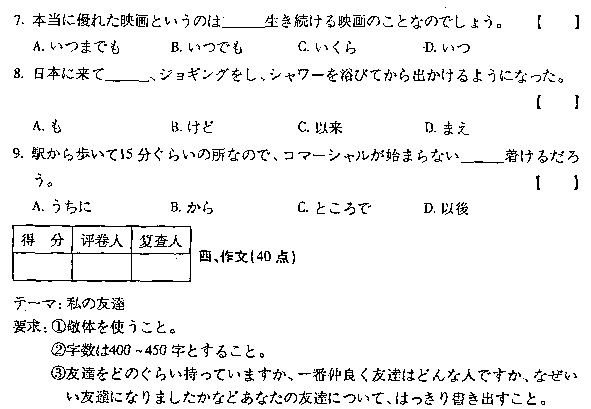 7. 本当に優れた映画というのは_____生き続ける映画のことなのでしょう。 【 】
A. いつまでも B. いつでも C. いくら D. いつ
8. 日本に来て_____、ジョギングをし、シャワーを浴びてから出かけるようになった。
【 】
A. も B. けど C. 以来 D. まえ
9. 駅から歩いて15分ぐらいの所なので、コマーシャルが始まらない_____着けるだろ
う。 【 】
A. うちに B. から C. ところで D. 以後
得 分 评卷人 复查人
四、作文(40点)
テーマ:私の友達
要求:①敬体を使うこと。
②字数は400~450字とすること。
③友達をどのぐらい持っていますか、一番仲良く友達はどんな人ですか、なぜい
い友達になりましたかなどあなたの友達について、はっきり書き出すこと。